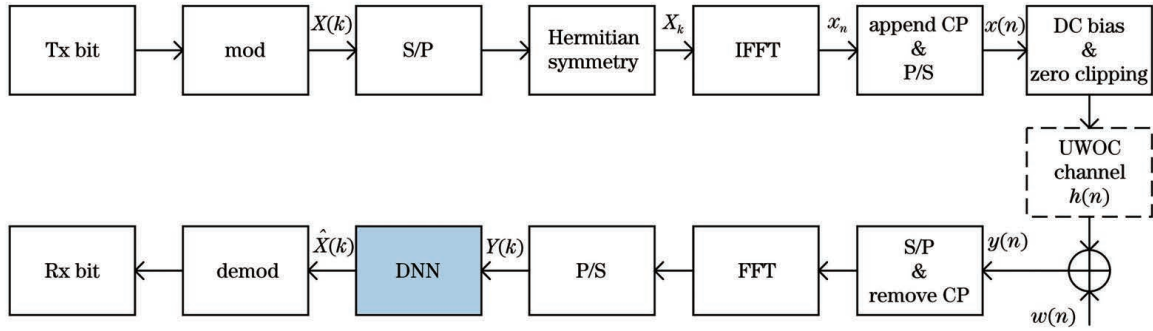 Tx bit
mod
X(k)
S/P
Hermitian
symmetry
X_k
IFFT
x_n
append CP
&
P/S
x(n)
DC bias
&
zero clipping
UWOC
channel
h(n)
Rx bit
demod
X̂(k)
DNN
Y(k)
P/S
FFT
S/P
&
remove CP
y(n)
w(n)